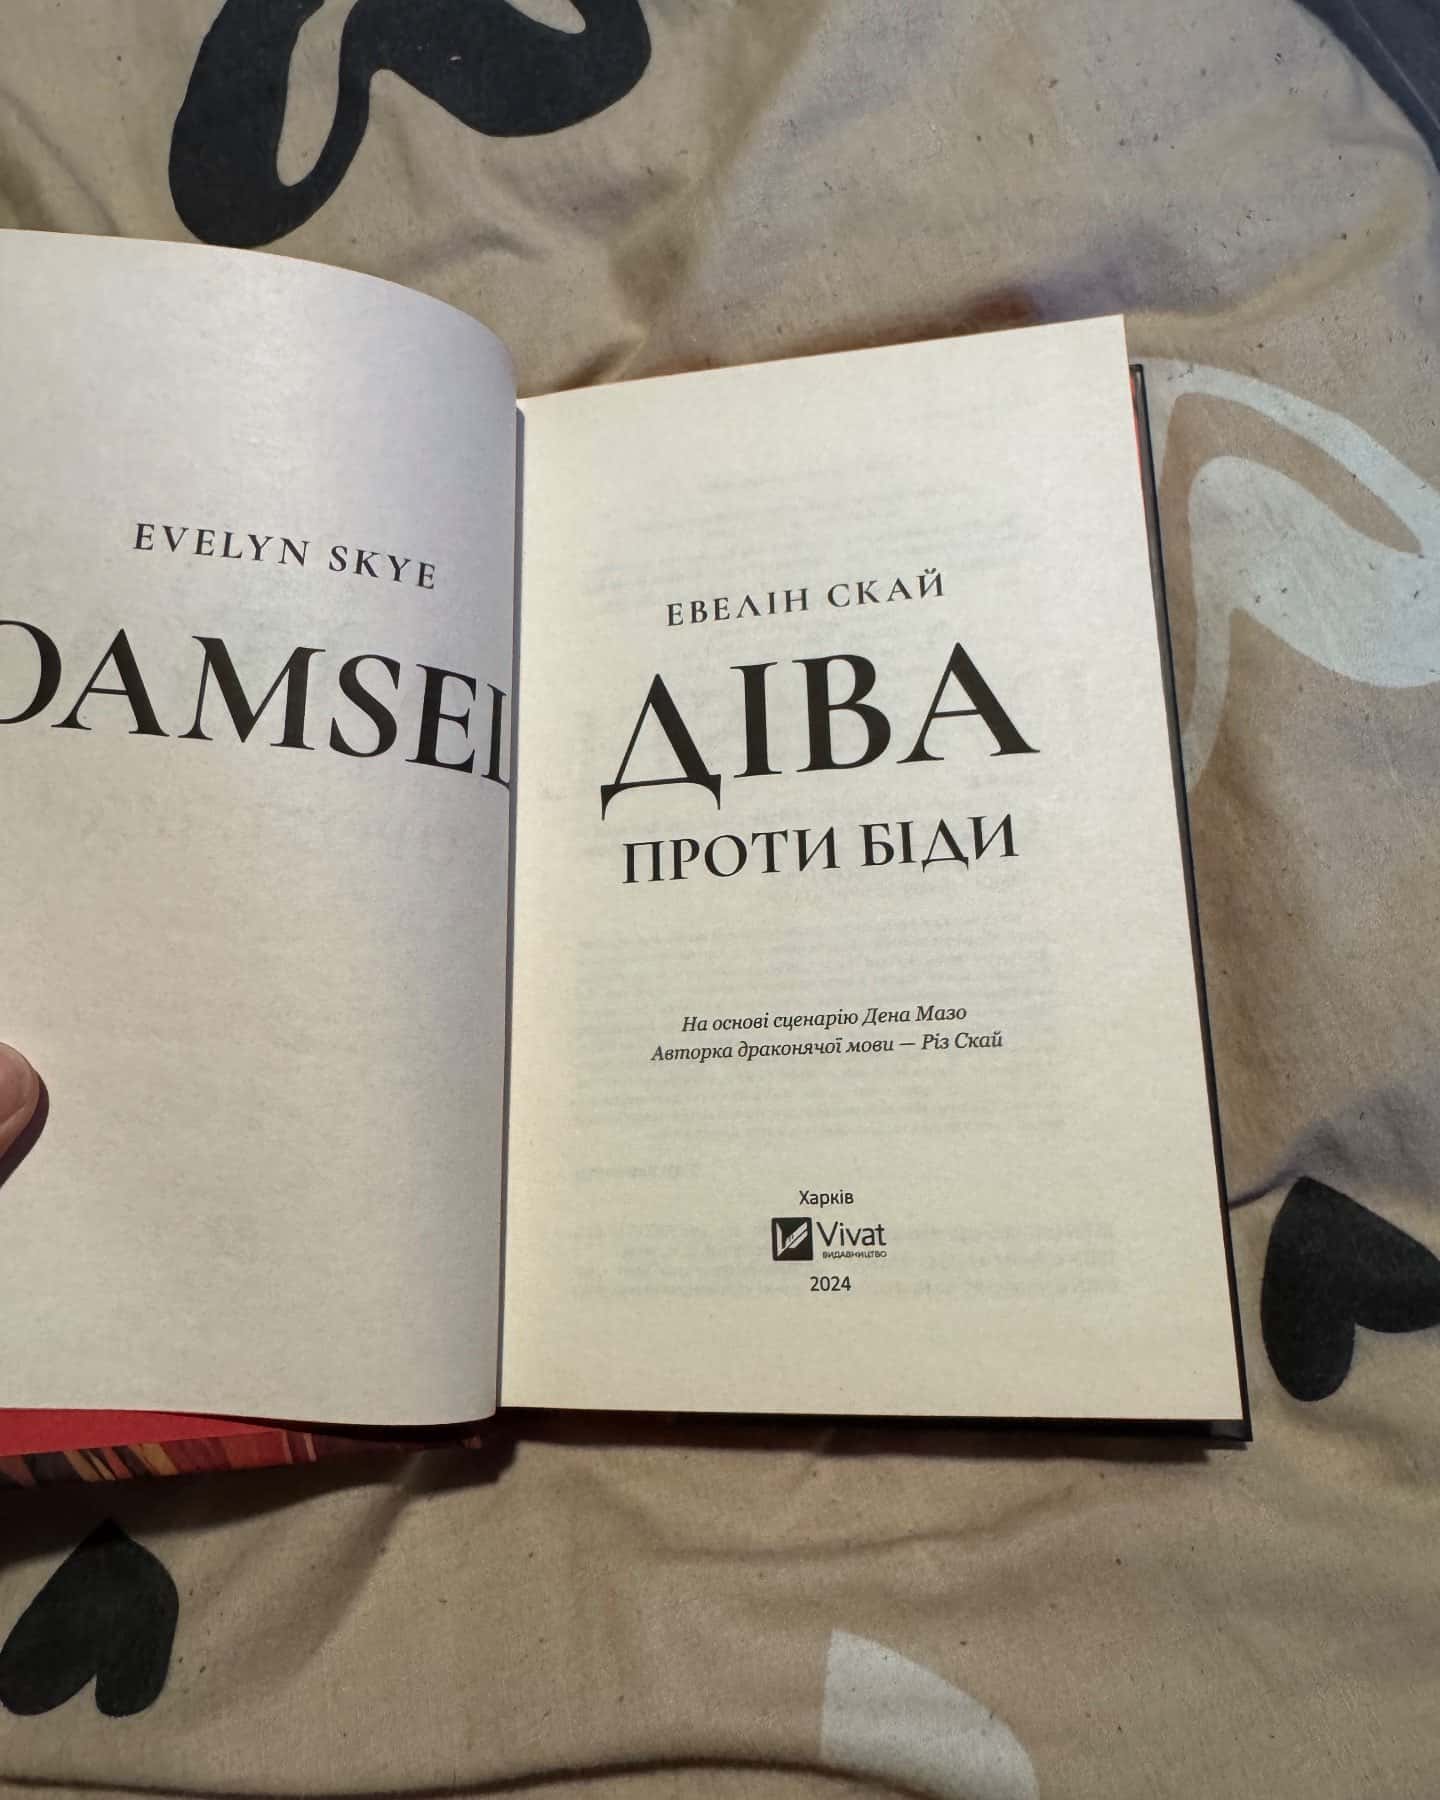 EVELYN SKYE
DAMSEL
ЕВЕЛІН СКАЙ
ДІВА
ПРОТИ БІДИ
На основі сценарію Дена Мазо
Авторка драконячої мови — Різ Скай
Харків
Vivat
ВИДАВНИЦТВО
2024